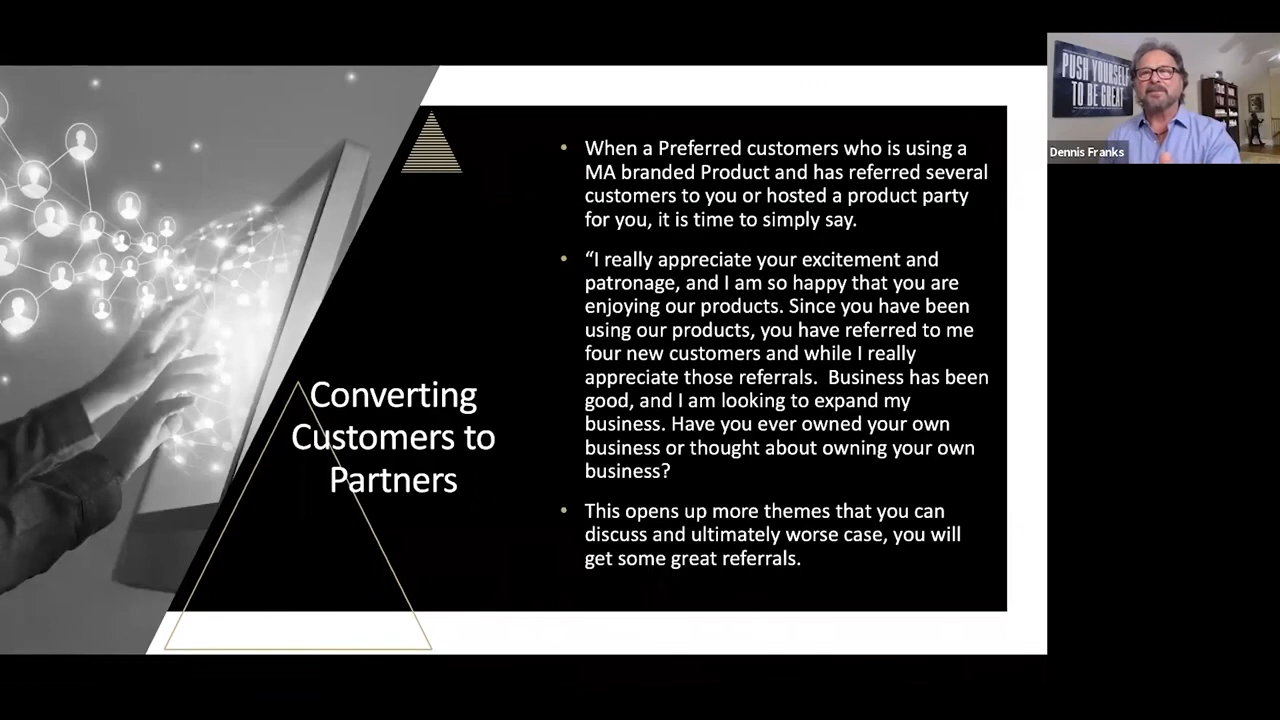 Converting
Customers to
Partners
• When a Preferred customers who is using a
MA branded Product and has referred several
customers to you or hosted a product party
for you, it is time to simply say.
• “I really appreciate your excitement and
patronage, and I am so happy that you are
enjoying our products. Since you have been
using our products, you have referred to me
four new customers and while I really
appreciate those referrals.  Business has been
good, and I am looking to expand my
business. Have you ever owned your own
business or thought about owning your own
business?
• This opens up more themes that you can
discuss and ultimately worse case, you will
get some great referrals.
PUSH YOURSELF
TO BE GREAT
Dennis Franks